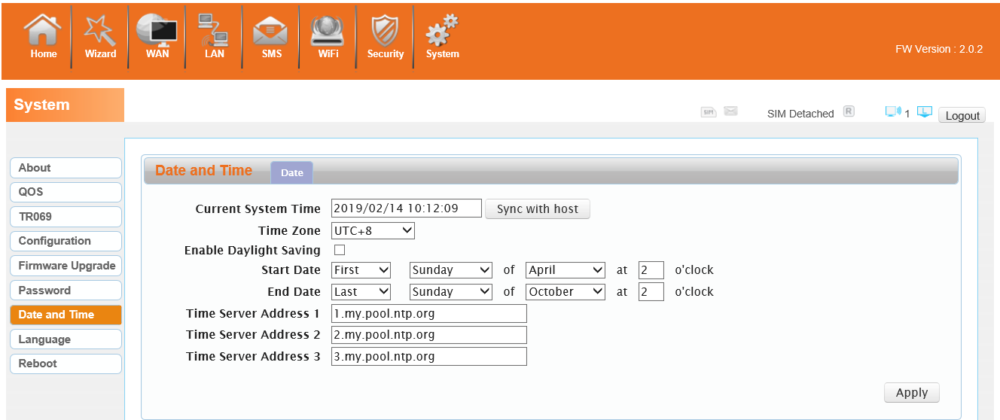 Home Wizard WAN LAN SMS WiFi Security System
FW Version : 2.0.2
System
SIM SIM Detached R 1 L Logout
About
QOS
TR069
Configuration
Firmware Upgrade
Password
Date and Time
Language
Reboot
Date and Time Date
Current System Time 2019/02/14 10:12:09 Sync with host
Time Zone UTC+8
Enable Daylight Saving
Start Date First Sunday of April at 2 o'clock
End Date Last Sunday of October at 2 o'clock
Time Server Address 1 1.my.pool.ntp.org
Time Server Address 2 2.my.pool.ntp.org
Time Server Address 3 3.my.pool.ntp.org
Apply